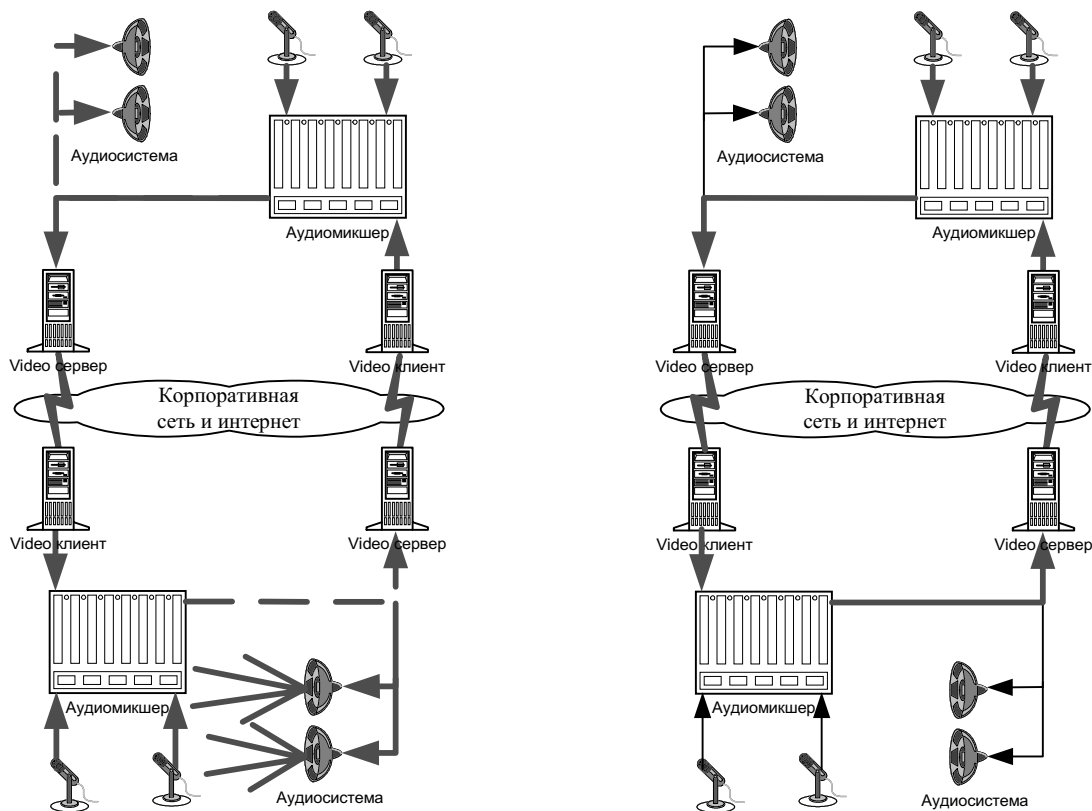 Аудиосистема
Аудиомикшер
Video сервер
Video клиент
Корпоративная
сеть и интернет
Video клиент
Video сервер
Аудиомикшер
Аудиосистема
Аудиосистема
Аудиомикшер
Video сервер
Video клиент
Корпоративная
сеть и интернет
Video клиент
Video сервер
Аудиомикшер
Аудиосистема